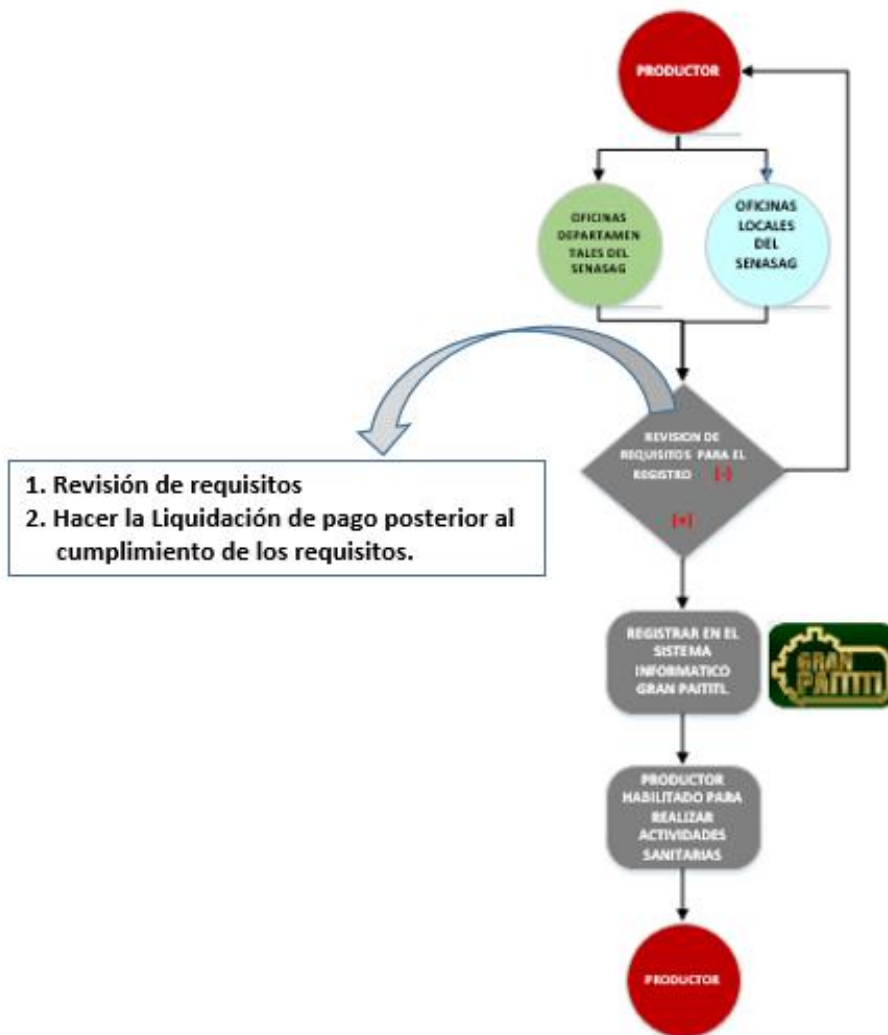 PRODUCTOR
OFICINAS
DEPARTAMEN
TALES DEL
SENASAG
OFICINAS
LOCALES
DEL
SENASAG
REVISION DE
REQUISITOS PARA EL
REGISTRO (-)
(+)
1. Revisión de requisitos
2. Hacer la Liquidación de pago posterior al
cumplimiento de los requisitos.
REGISTRAR EN EL
SISTEMA
INFORMATICO
GRAN PAITITI.
GRAN
PAITITI
PRODUCTOR
HABILITADO PARA
REALIZAR
ACTIVIDADES
SANITARIAS
PRODUCTOR